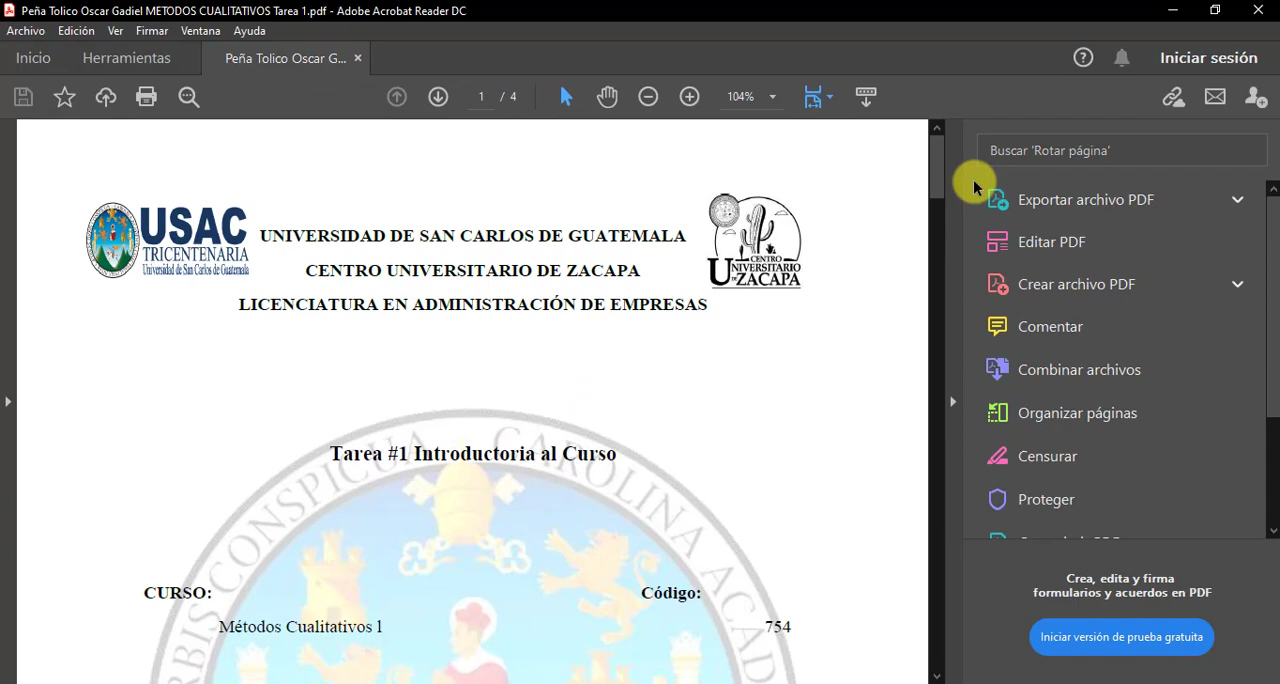 Peña Tolico Oscar Gadiel METODOS CUALITATIVOS Tarea 1.pdf - Adobe Acrobat Reader DC
Archivo Edición Ver Firmar Ventana Ayuda
Inicio Herramientas Peña Tolico Oscar G... × Iniciar sesión
1 / 4 104%
Buscar 'Rotar página'
Exportar archivo PDF
Editar PDF
Crear archivo PDF
Comentar
Combinar archivos
Organizar páginas
Censurar
Proteger
Crea, edita y firma
formularios y acuerdos en PDF
Iniciar versión de prueba gratuita
USAC
TRICENTENARIA
Universidad de San Carlos de Guatemala
UNIVERSIDAD DE SAN CARLOS DE GUATEMALA
CENTRO UNIVERSITARIO DE ZACAPA
LICENCIATURA EN ADMINISTRACIÓN DE EMPRESAS
CENTRO
UNIVERSITARIO
DE ZACAPA
Tarea #1 Introductoria al Curso
CURSO: Código:
Métodos Cualitativos l 754
ORBIS CONSPICUA CAROLINA ACAD